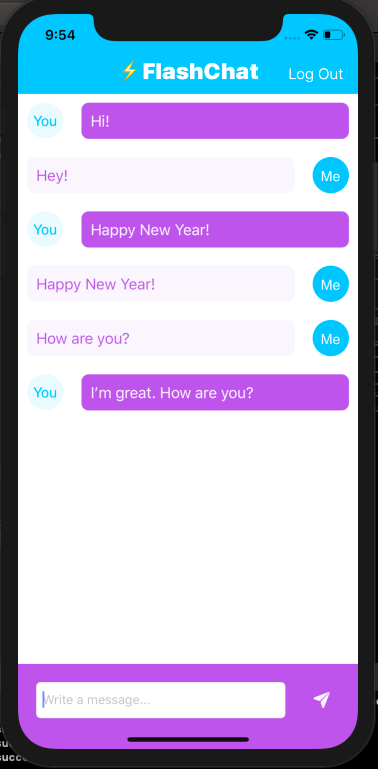 9:54
⚡️FlashChat
Log Out
You
Hi!
Hey!
Me
You
Happy New Year!
Happy New Year!
Me
How are you?
Me
You
I'm great. How are you?
Write a message...